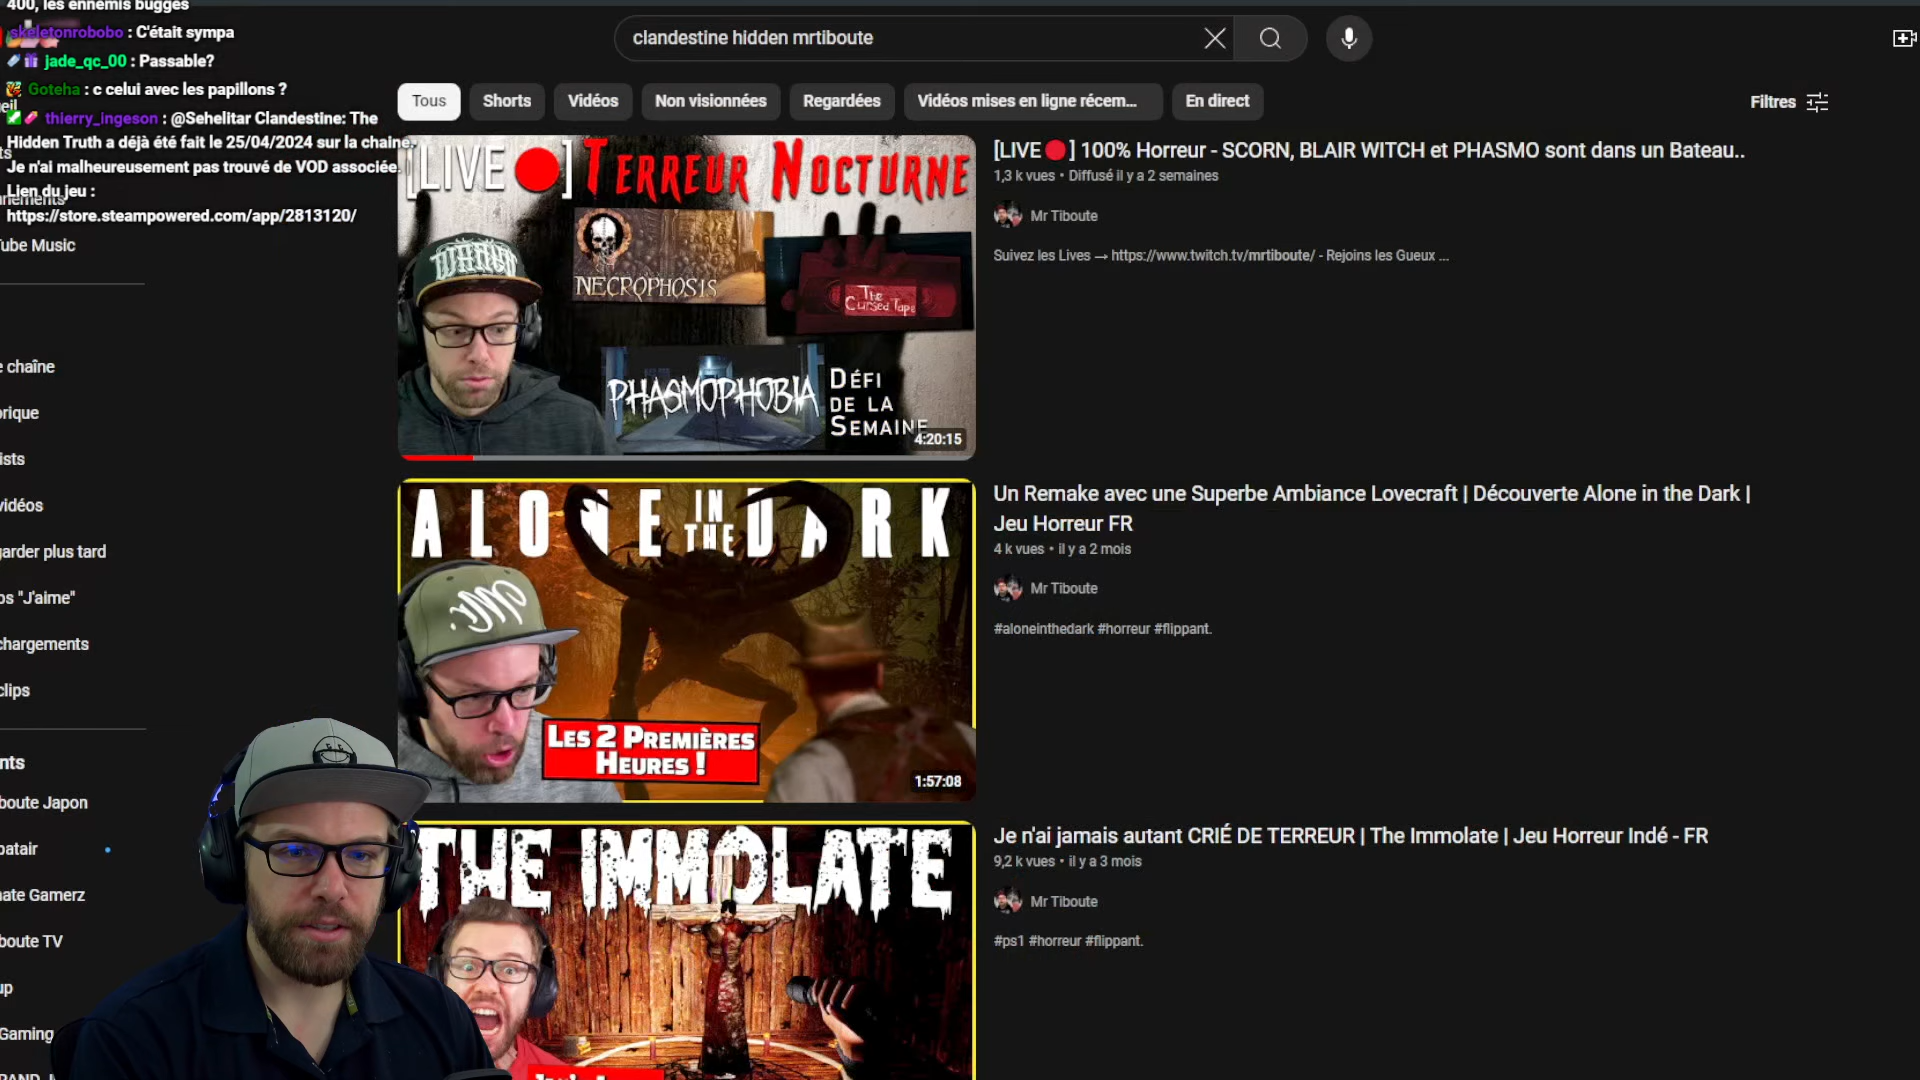 400, les ennemis buggés
skeletonrobobo : C'était sympa
jade_qc_00 : Passable?
Goteha : c celui avec les papillons ?
thierry_ingeson : @Sehelitar Clandestine: The
Hidden Truth a déjà été fait le 25/04/2024 sur la chaine.
Je n'ai malheureusement pas trouvé de VOD associée.
Lien du jeu :
https://store.steampowered.com/app/2813120/
ube Music
e chaîne
orique
ists
vidéos
garder plus tard
os "J'aime"
chargements
clips
nts
boute Japon
patair
nate Gamerz
boute TV
up
Gaming
clandestine hidden mrtiboute
Tous
Shorts
Vidéos
Non visionnées
Regardées
Vidéos mises en ligne récem...
En direct
Filtres
[LIVE🔴] TERREUR NOCTURNE
NECROPHOSIS
The
Cursed Tape
PHASMOPHOBIA
DÉFI
DE LA
SEMAINE
4:20:15
[LIVE🔴] 100% Horreur - SCORN, BLAIR WITCH et PHASMO sont dans un Bateau..
1,3 k vues • Diffusé il y a 2 semaines
Mr Tiboute
Suivez les Lives → https://www.twitch.tv/mrtiboute/ - Rejoins les Gueux ...
ALONE IN THE DARK
LES 2 PREMIÈRES
HEURES !
1:57:08
Un Remake avec une Superbe Ambiance Lovecraft | Découverte Alone in the Dark |
Jeu Horreur FR
4 k vues • il y a 2 mois
Mr Tiboute
#aloneinthedark #horreur #flippant.
THE IMMOLATE
Je n'ai jamais autant CRIÉ DE TERREUR | The Immolate | Jeu Horreur Indé - FR
9,2 k vues • il y a 3 mois
Mr Tiboute
#ps1 #horreur #flippant.